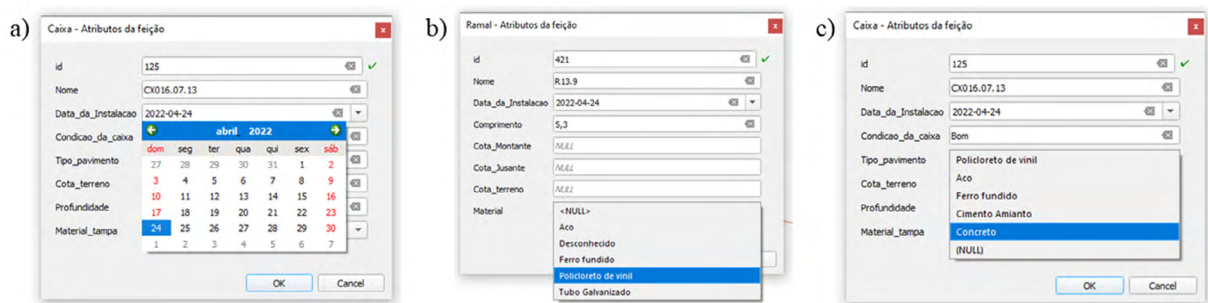 a)
Caixa - Atributos da feição
x
id 125
Nome CX016.07.13
Data_da_Instalacao 2022-04-24
Condicao_da_caixa
Tipo_pavimento
Cota_terreno
Profundidade
Material_tampa
abril 2022
dom seg ter qua qui sex sáb
27 28 29 30 31 1 2
3 4 5 6 7 8 9
10 11 12 13 14 15 16
17 18 19 20 21 22 23
24 25 26 27 28 29 30
1 2 3 4 5 6 7
OK Cancel
b)
Ramal - Atributos da feição
x
id 421
Nome R13.9
Data_da_Instalacao 2022-04-24
Comprimento 5,3
Cota_Montante NULL
Cota_Jusante NULL
Cota_terreno NULL
Material <NULL>
Aco
Desconhecido
Ferro fundido
Policloreto de vinil
Tubo Galvanizado
c)
Caixa - Atributos da feição
x
id 125
Nome CX016.07.13
Data_da_Instalacao 2022-04-24
Condicao_da_caixa Bom
Tipo_pavimento
Cota_terreno
Profundidade
Material_tampa
Policloreto de vinil
Aco
Ferro fundido
Cimento Amianto
Concreto
(NULL)
OK Cancel